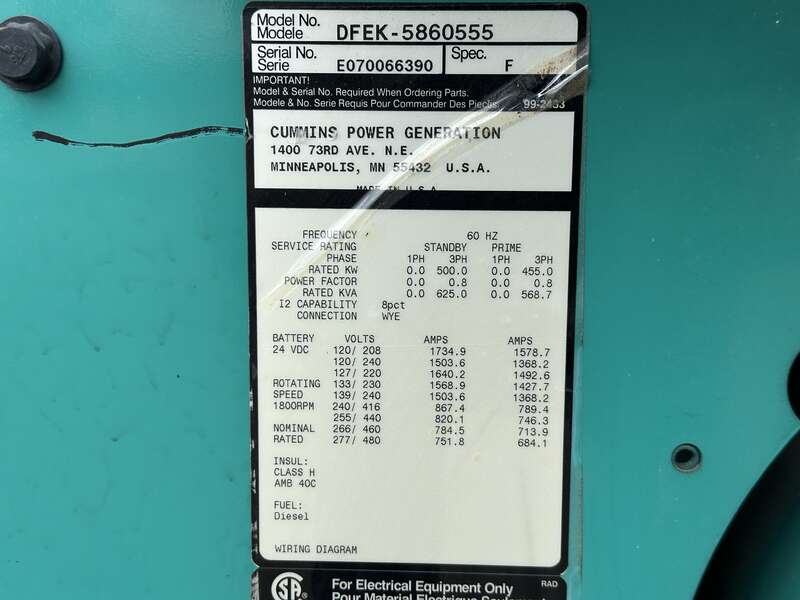 Model No. DFEK-5860555
Modele
Serial No. E070066390 Spec. F
Serie
IMPORTANT!
Model & Serial No. Required When Ordering Parts.
Modele & No. Serie Requis Pour Commander Des Pieces. 99-2433
CUMMINS POWER GENERATION
1400 73RD AVE. N.E.
MINNEAPOLIS, MN 55432 U.S.A.
MADE IN U.S.A.
FREQUENCY 60 HZ
SERVICE RATING STANDBY PRIME
PHASE 1PH 3PH 1PH 3PH
RATED KW 0.0 500.0 0.0 455.0
POWER FACTOR 0.0 0.8 0.0 0.8
RATED KVA 0.0 625.0 0.0 568.7
I2 CAPABILITY 8pct
CONNECTION WYE
BATTERY VOLTS AMPS AMPS
24 VDC 120/ 208 1734.9 1578.7
120/ 240 1503.6 1368.2
127/ 220 1640.2 1492.6
ROTATING 133/ 230 1568.9 1427.7
SPEED 139/ 240 1503.6 1368.2
1800RPM 240/ 416 867.4 789.4
255/ 440 820.1 746.3
NOMINAL 266/ 460 784.5 713.9
RATED 277/ 480 751.8 684.1
INSUL:
CLASS H
AMB 40C
FUEL:
Diesel
WIRING DIAGRAM
For Electrical Equipment Only RAD
Pour Material Electrique Seulement